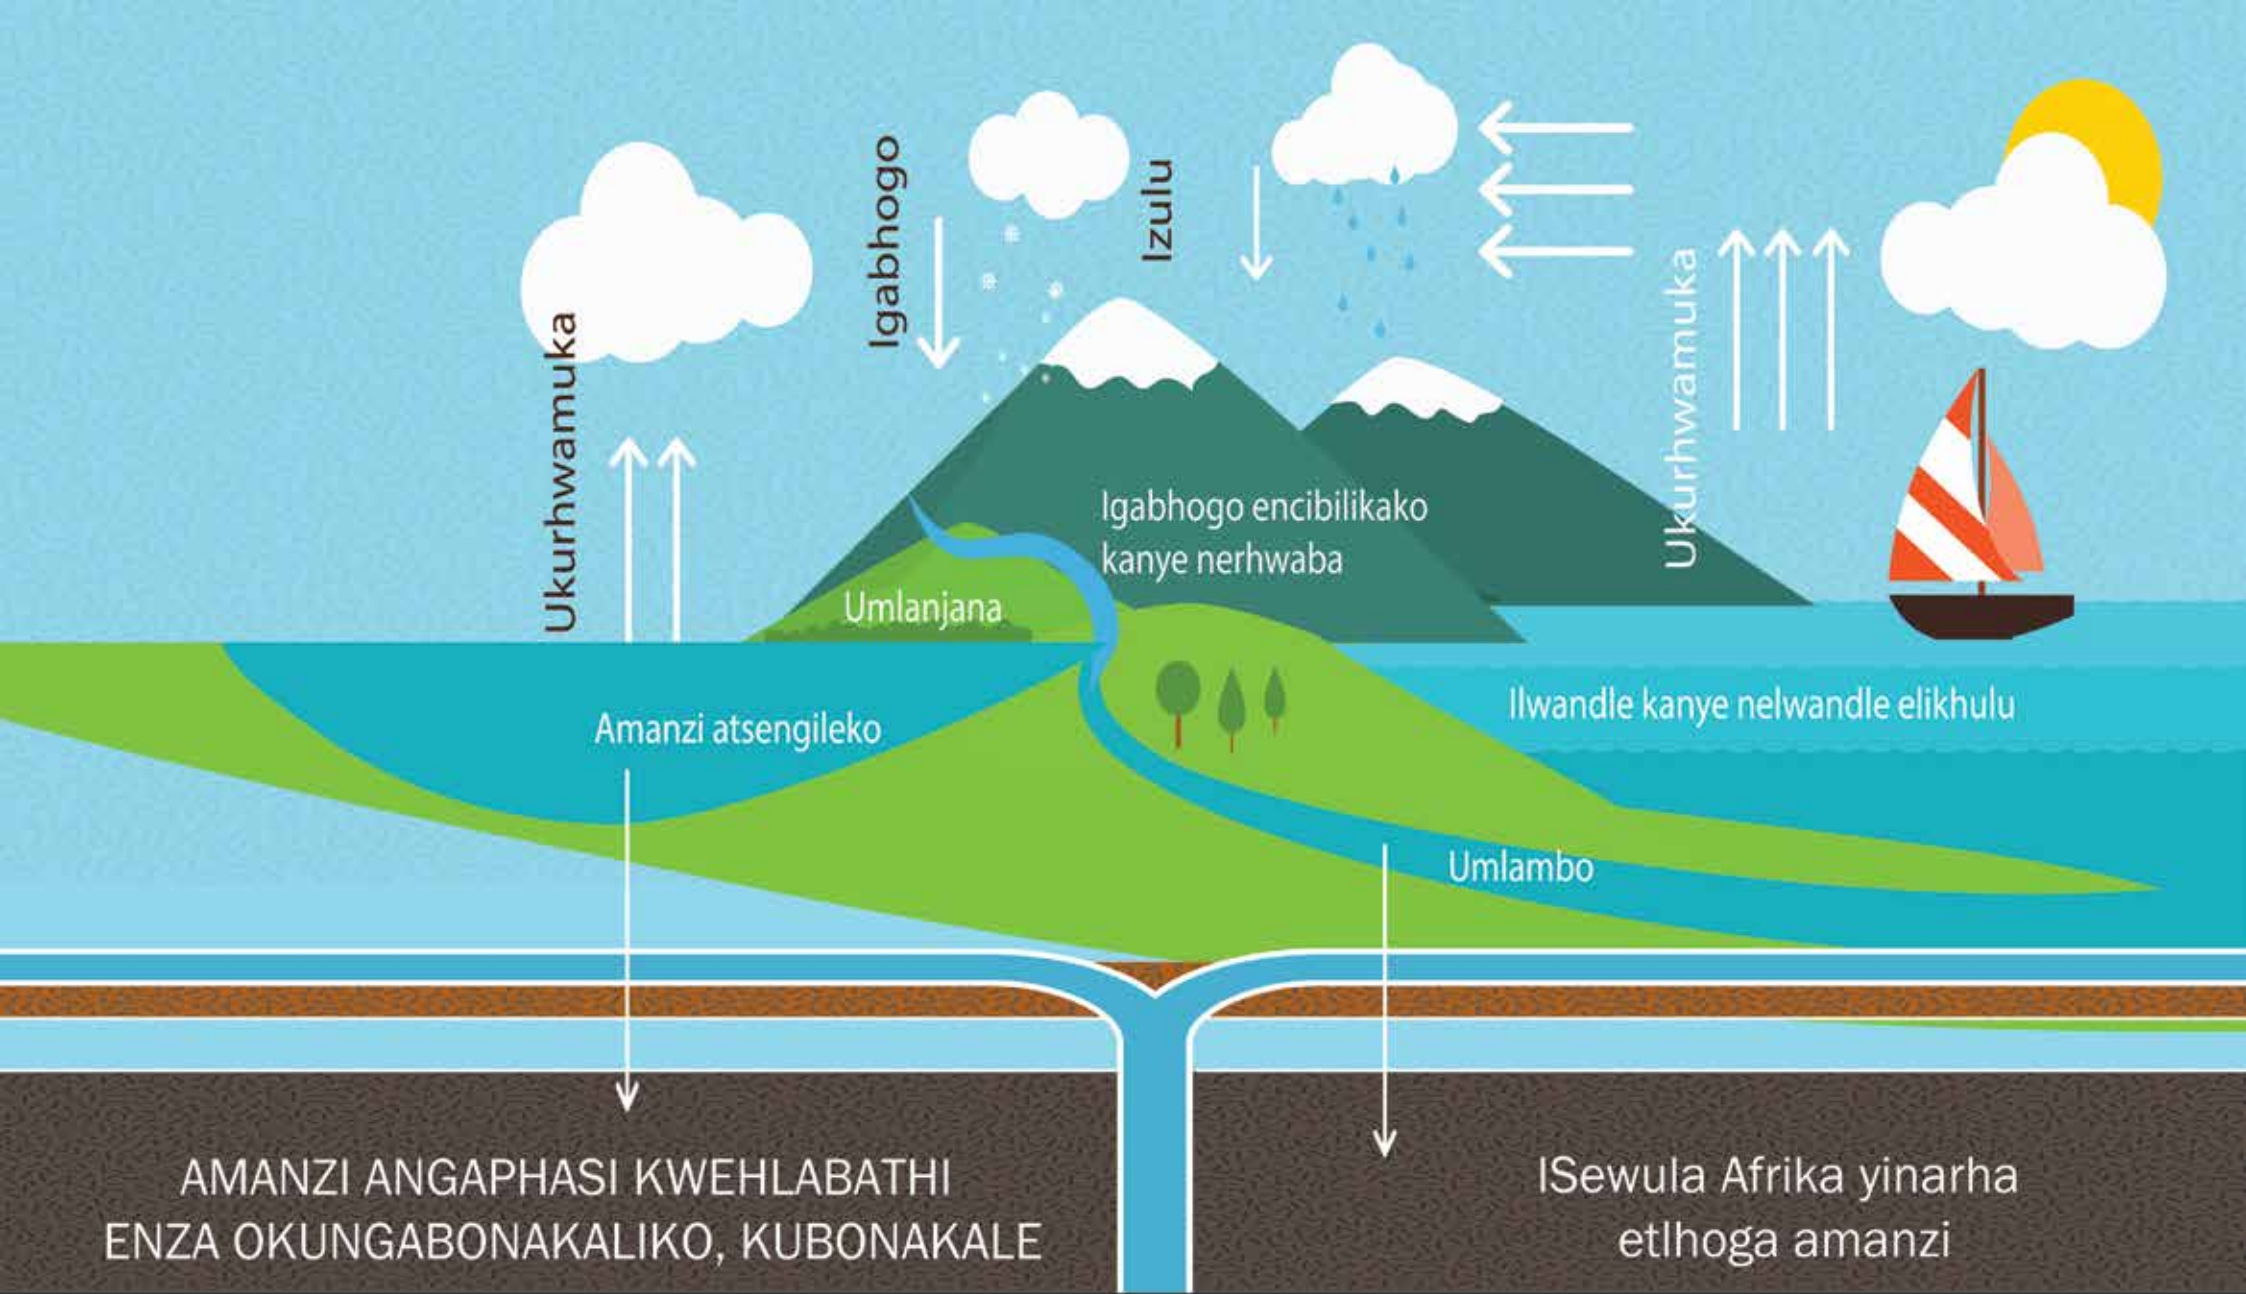 Igabhogo
Izulu
Ukurhwamuka
Ukurhwamuka
Igabhogo encibilikako
kanye nerhwaba
Umlanjana
Amanzi atsengileko
Ilwandle kanye nelwandle elikhulu
Umlambo
AMANZI ANGAPHASI KWEHLABATHI
ENZA OKUNGABONAKALIKO, KUBONAKALE
ISewula Afrika yinarha
etlhoga amanzi